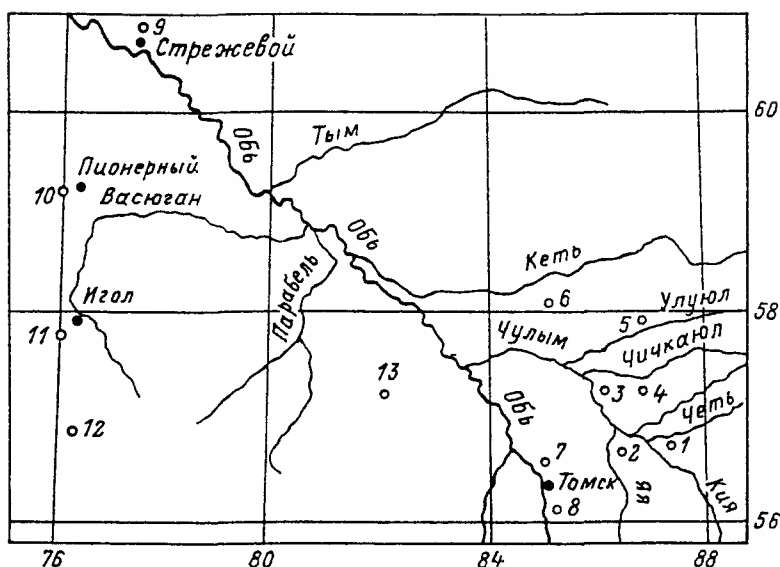 9
Стрежевой
60
Обь
Тым
Пионерный
10
Васюган
Обь
Кеть
6
Игол
Парабель
5
Улуюл
58
11
Чулым
Чичкаюл
13
3
4
Четь
12
Обь
7
2
1
Томск
Яя
Кия
8
56
76
80
84
88